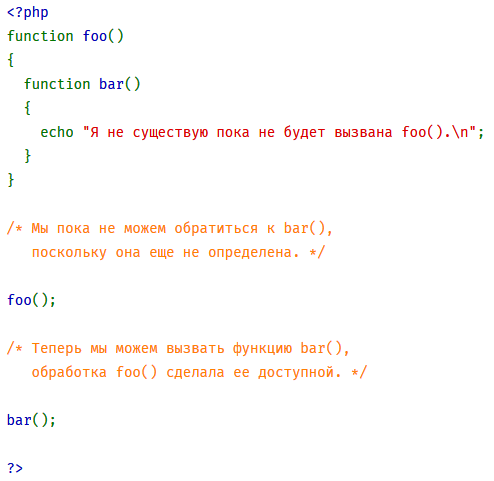 <?php
function foo()
{
  function bar()
  {
    echo "Я не существую пока не будет вызвана foo().\n";
  }
}
/* Мы пока не можем обратиться к bar(),
   поскольку она еще не определена. */
foo();
/* Теперь мы можем вызвать функцию bar(),
   обработка foo() сделала ее доступной. */
bar();
?>